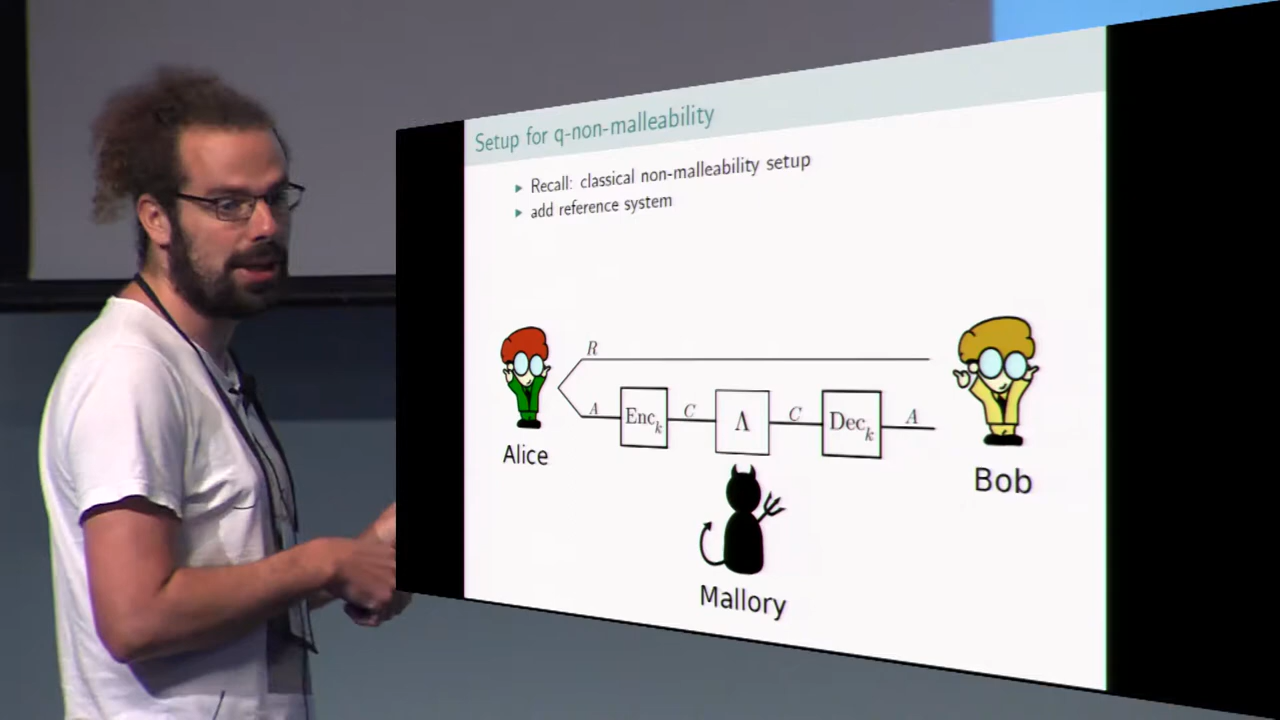 Setup for q-non-malleability
▸ Recall: classical non-malleability setup
▸ add reference system
R
A Enc_k C Λ C Dec_k A
Alice
Bob
Mallory